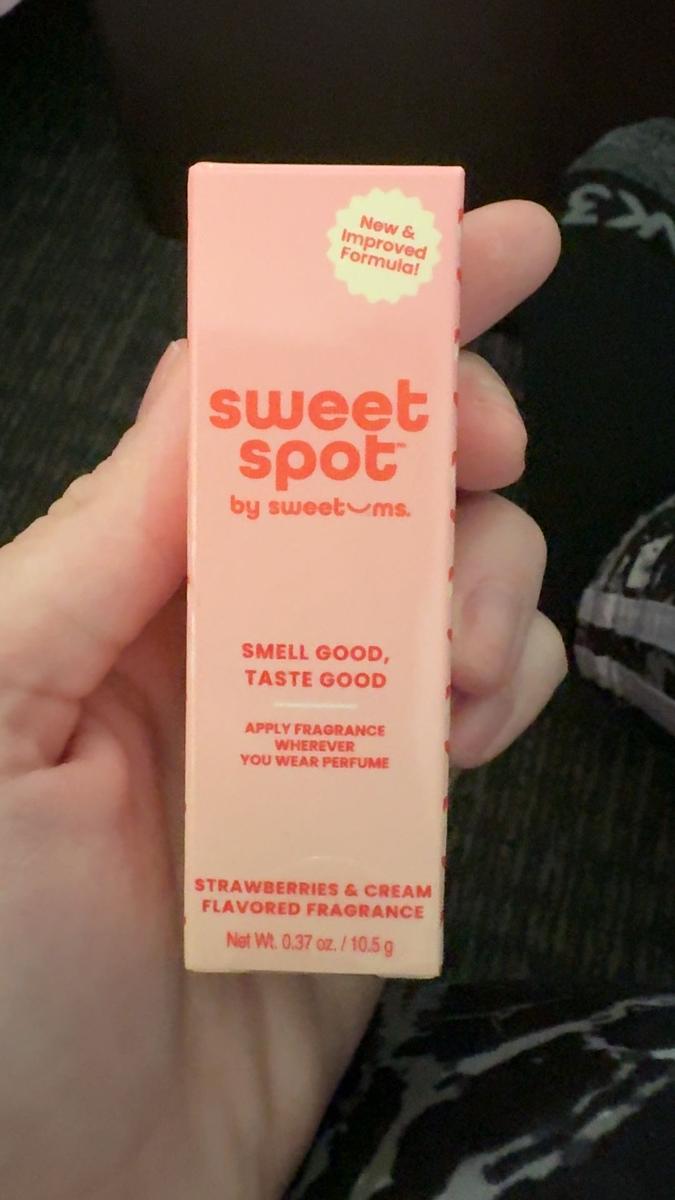 New &
Improved
Formula!
sweet
spot™
by sweetums.
SMELL GOOD,
TASTE GOOD
APPLY FRAGRANCE
WHEREVER
YOU WEAR PERFUME
STRAWBERRIES & CREAM
FLAVORED FRAGRANCE
Net Wt. 0.37 oz. / 10.5 g